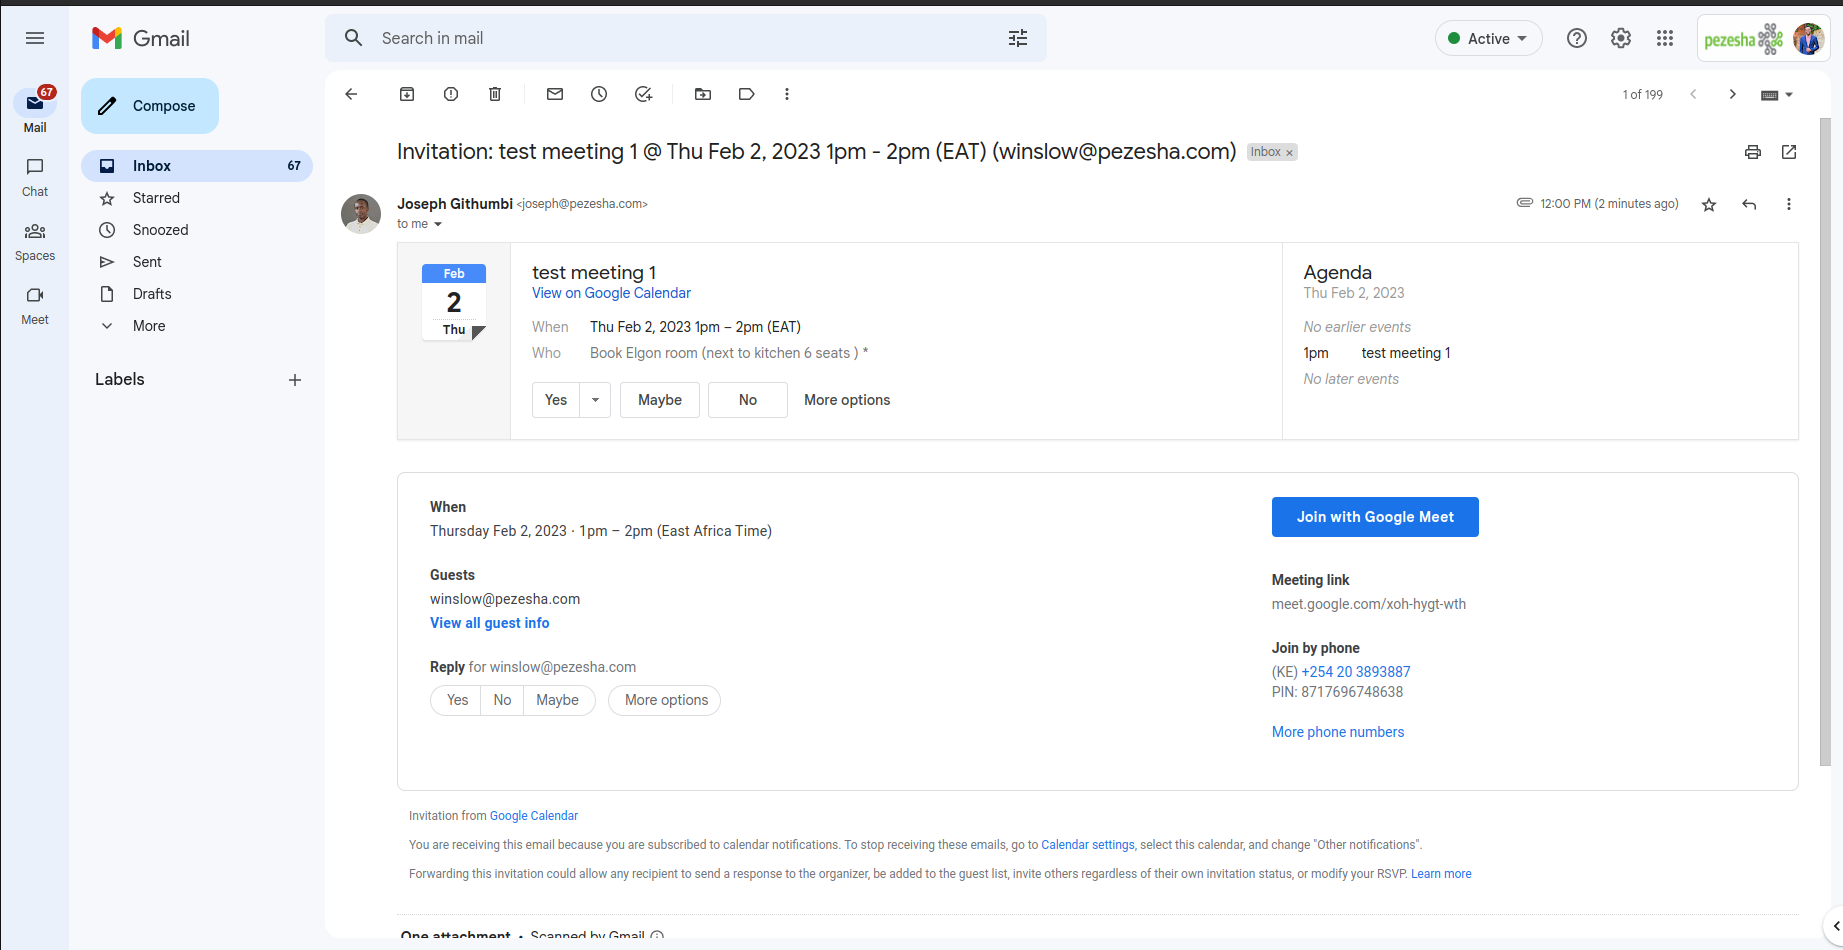 Gmail
Search in mail
Active
pezesha
67
Mail
Chat
Spaces
Meet
Compose
Inbox 67
Starred
Snoozed
Sent
Drafts
More
Labels
1 of 199
Invitation: test meeting 1 @ Thu Feb 2, 2023 1pm - 2pm (EAT) (winslow@pezesha.com) Inbox x
Joseph Githumbi <joseph@pezesha.com> 12:00 PM (2 minutes ago)
to me
Feb
2
Thu
test meeting 1
View on Google Calendar
When Thu Feb 2, 2023 1pm – 2pm (EAT)
Who Book Elgon room (next to kitchen 6 seats ) *
Yes Maybe No More options
Agenda
Thu Feb 2, 2023
No earlier events
1pm test meeting 1
No later events
When
Thursday Feb 2, 2023 · 1pm – 2pm (East Africa Time)
Guests
winslow@pezesha.com
View all guest info
Reply for winslow@pezesha.com
Yes No Maybe More options
Join with Google Meet
Meeting link
meet.google.com/xoh-hygt-wth
Join by phone
(KE) +254 20 3893887
PIN: 8717696748638
More phone numbers
Invitation from Google Calendar
You are receiving this email because you are subscribed to calendar notifications. To stop receiving these emails, go to Calendar settings, select this calendar, and change "Other notifications".
Forwarding this invitation could allow any recipient to send a response to the organizer, be added to the guest list, invite others regardless of their own invitation status, or modify your RSVP. Learn more
One attachment • Scanned by Gmail